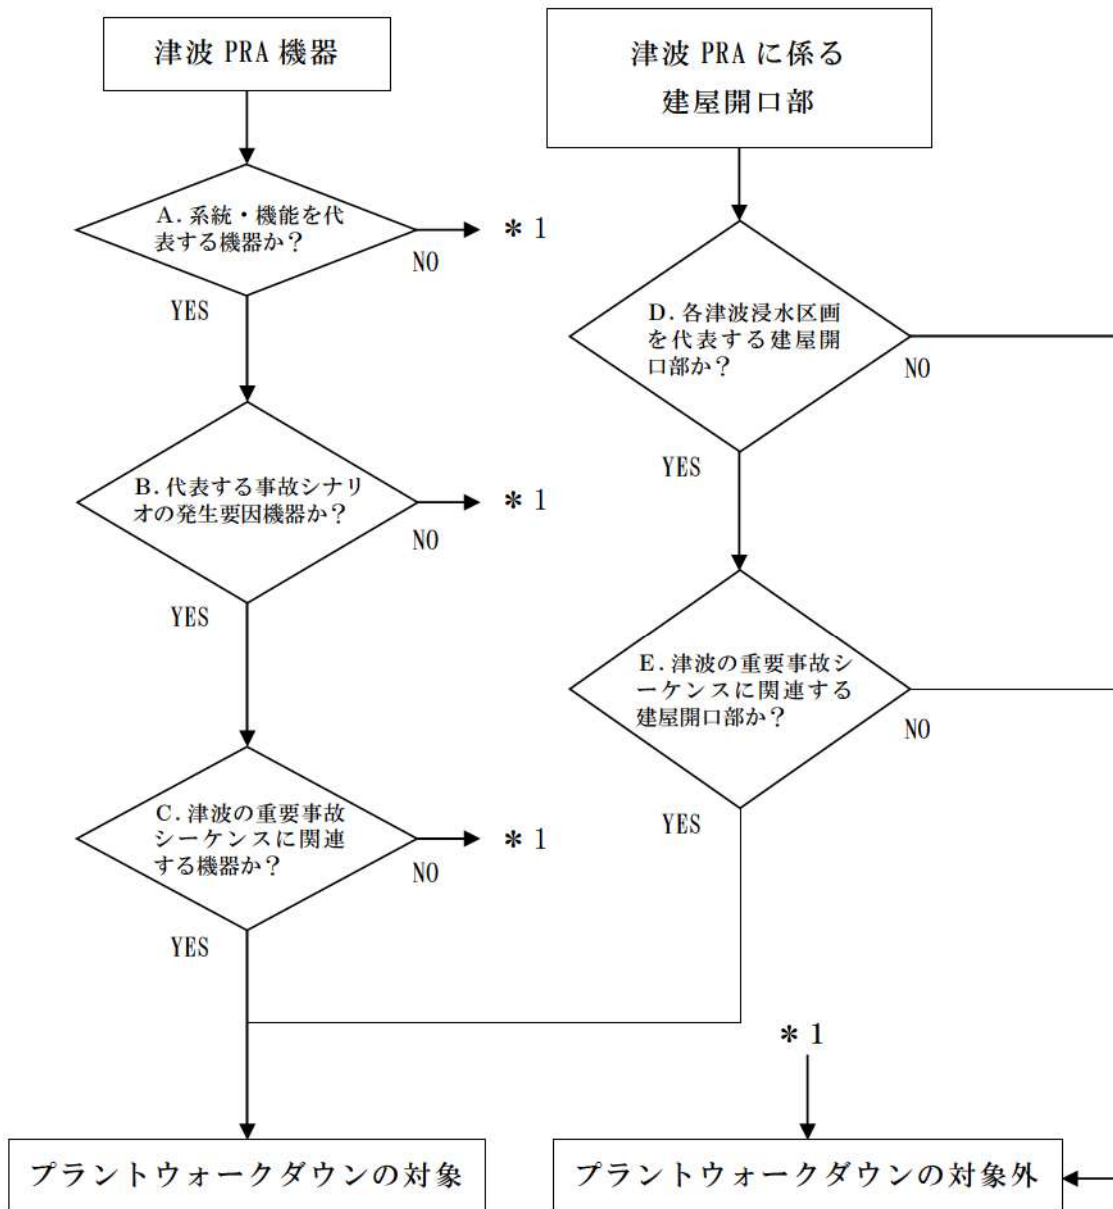 津波 PRA 機器
A. 系統・機能を代
表する機器か？
＊1
NO
YES
B. 代表する事故シナリ
オの発生要因機器か？
＊1
NO
YES
C. 津波の重要事故
シーケンスに関連
する機器か？
＊1
NO
YES
津波 PRA に係る
建屋開口部
D. 各津波浸水区画
を代表する建屋開
口部か？
NO
YES
E. 津波の重要事故シ
ーケンスに関連する
建屋開口部か？
NO
YES
＊1
プラントウォークダウンの対象
プラントウォークダウンの対象外